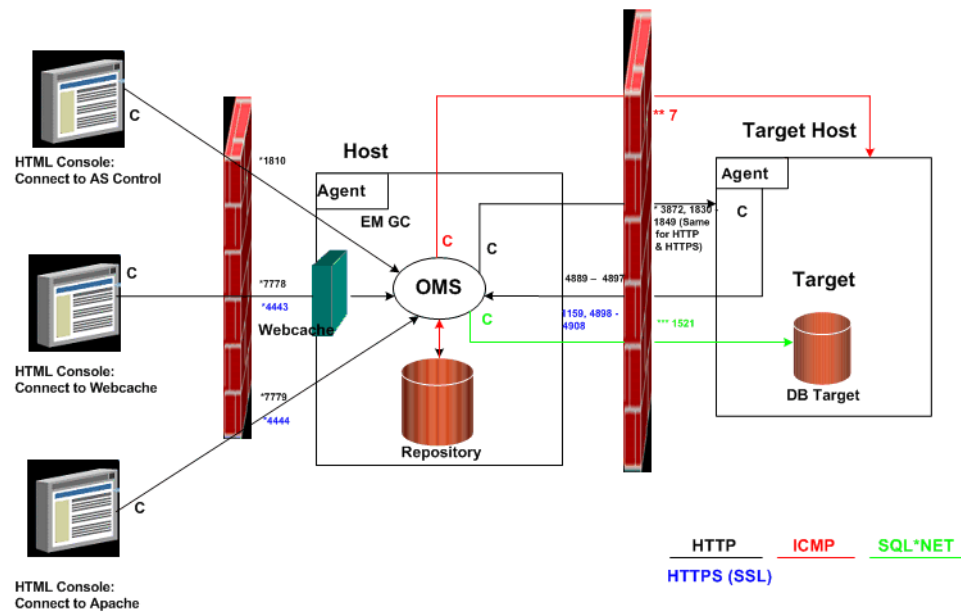 C
HTML Console:
Connect to AS Control
*1810
C
HTML Console:
Connect to Webcache
*7778
*4443
Webcache
*7779
*4444
C
HTML Console:
Connect to Apache
Host
Agent
EM GC
C
C
OMS
C
Repository
** 7
Target Host
Agent
C
* 3872, 1830 -
1849 (Same
for HTTP
& HTTPS)
4889 – 4897
1159, 4898 -
4908
*** 1521
Target
DB Target
HTTP
ICMP
SQL*NET
HTTPS (SSL)